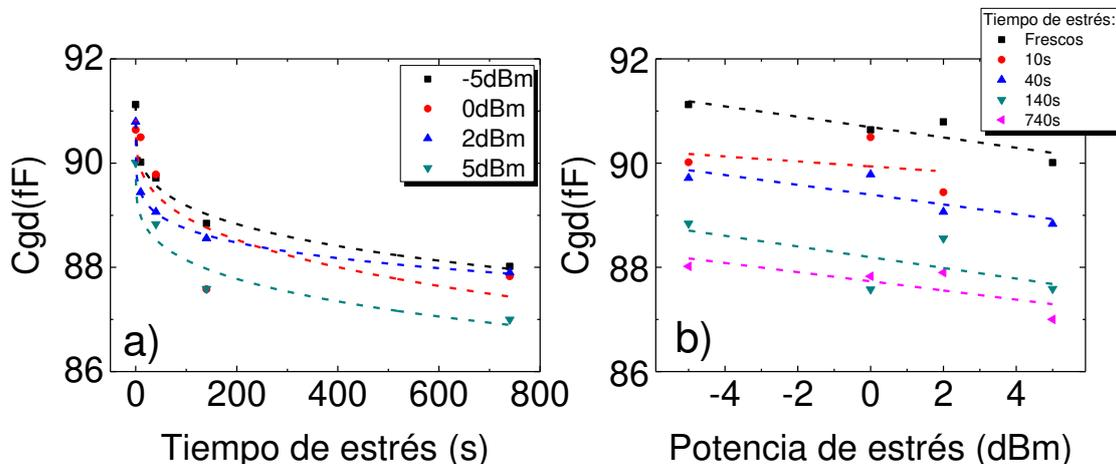 92
90
88
86
Cgd(fF)
0 200 400 600 800
Tiempo de estrés (s)
-5dBm
0dBm
2dBm
5dBm
a)
Tiempo de estrés:
Frescos
10s
40s
140s
740s
92
90
88
86
Cgd(fF)
-4 -2 0 2 4
Potencia de estrés (dBm)
b)